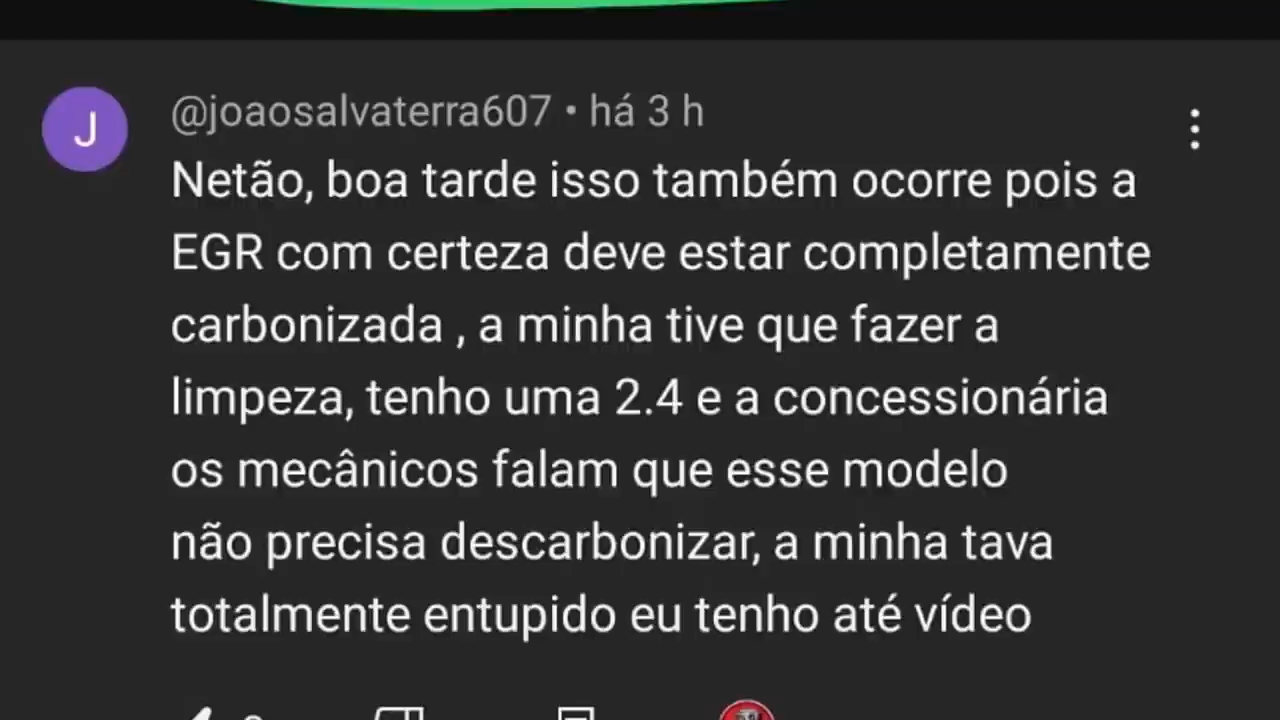 @joaosalvaterra607 • há 3 h
Netão, boa tarde isso também ocorre pois a
EGR com certeza deve estar completamente
carbonizada , a minha tive que fazer a
limpeza, tenho uma 2.4 e a concessionária
os mecânicos falam que esse modelo
não precisa descarbonizar, a minha tava
totalmente entupido eu tenho até vídeo